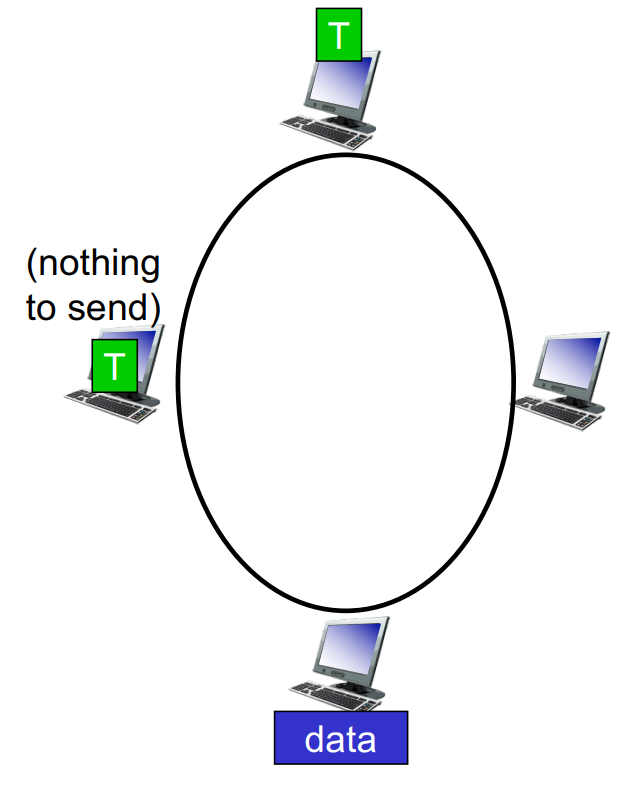 T
(nothing
to send)
T
data